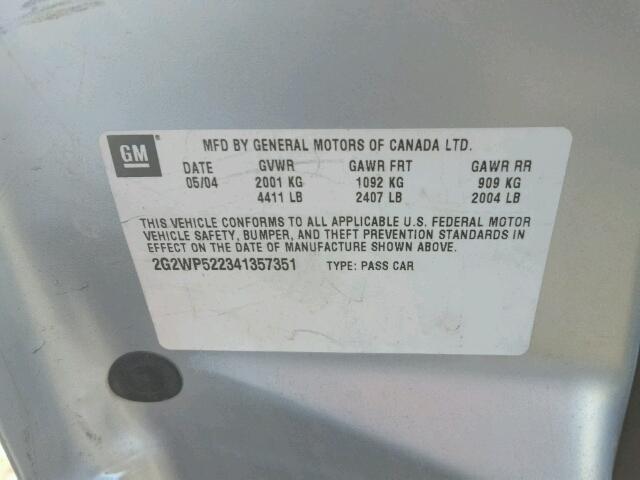 GM® MFD BY GENERAL MOTORS OF CANADA LTD.
DATE GVWR GAWR FRT GAWR RR
05/04 2001 KG 1092 KG 909 KG
4411 LB 2407 LB 2004 LB
THIS VEHICLE CONFORMS TO ALL APPLICABLE U.S. FEDERAL MOTOR
VEHICLE SAFETY, BUMPER, AND THEFT PREVENTION STANDARDS IN
EFFECT ON THE DATE OF MANUFACTURE SHOWN ABOVE.
2G2WP522341357351 TYPE: PASS CAR